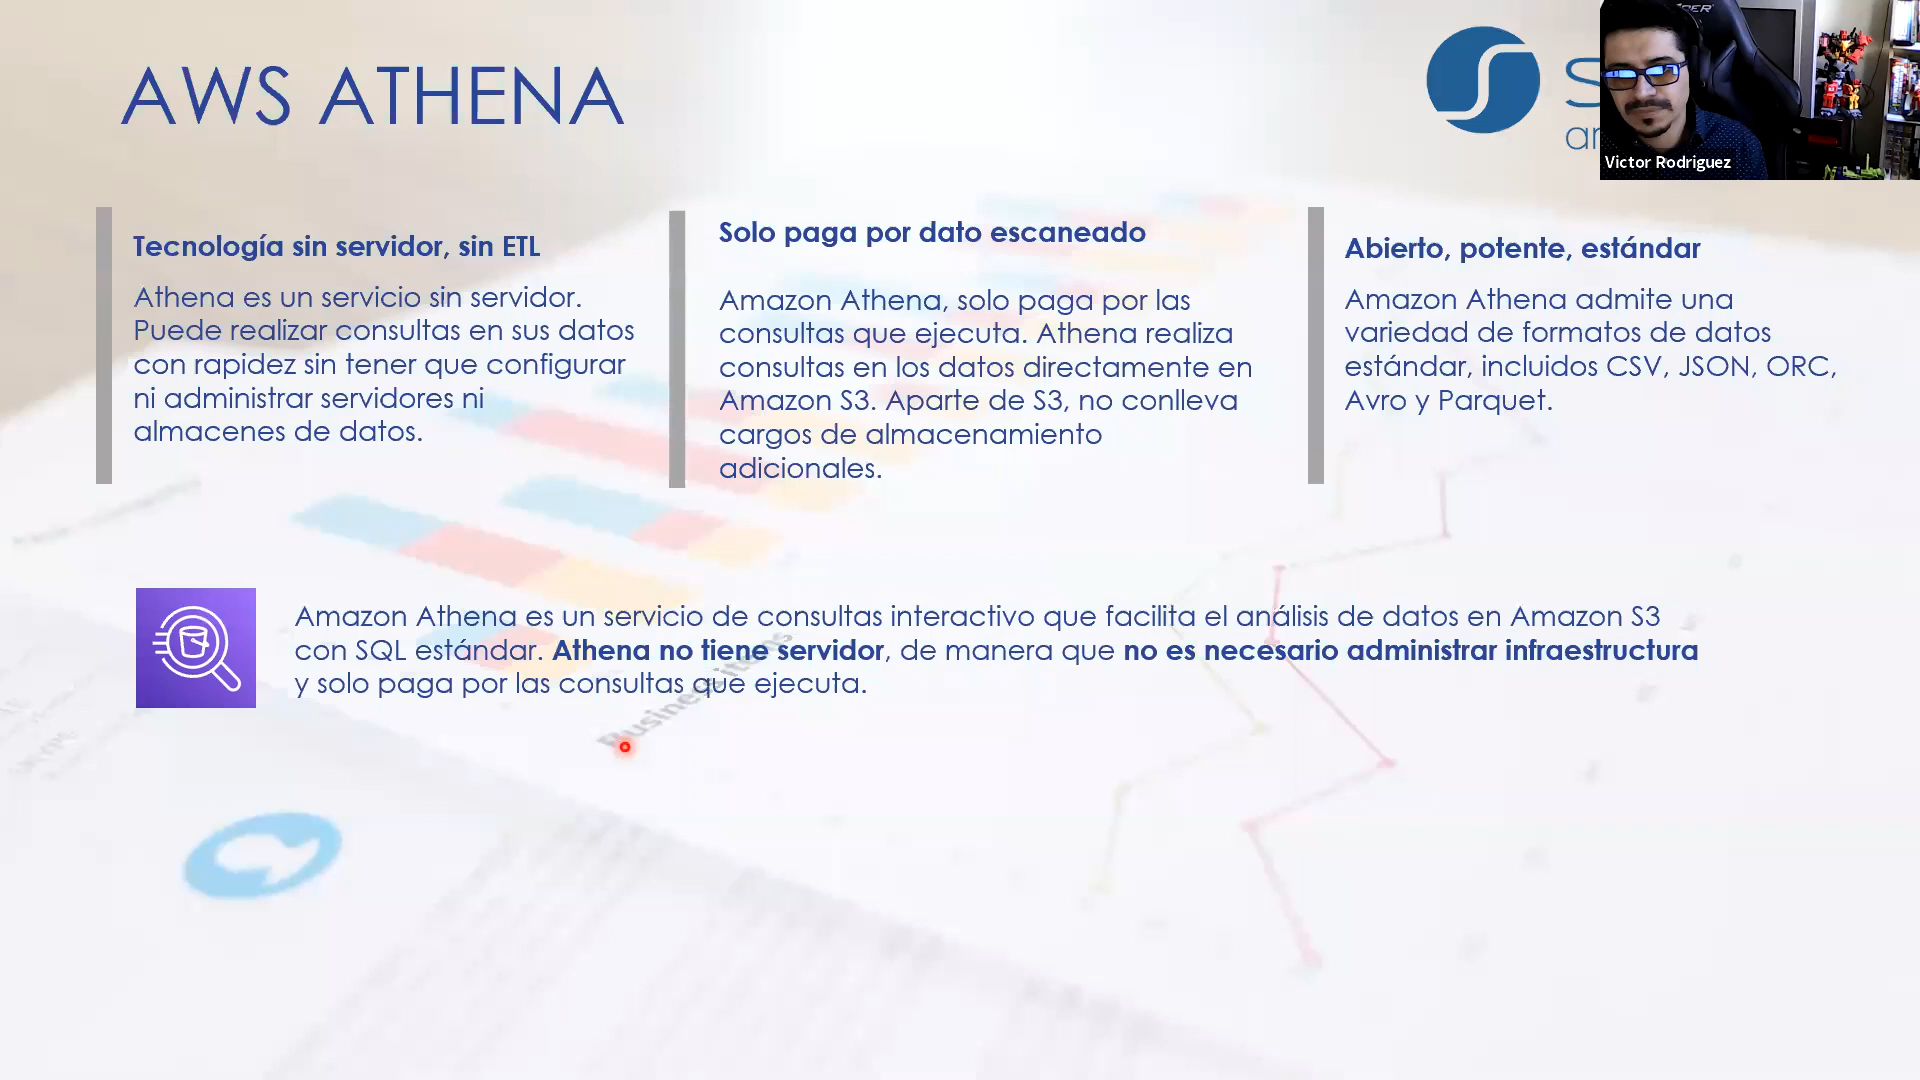 AWS ATHENA
Victor Rodriguez
Tecnología sin servidor, sin ETL
Athena es un servicio sin servidor.
Puede realizar consultas en sus datos
con rapidez sin tener que configurar
ni administrar servidores ni
almacenes de datos.
Solo paga por dato escaneado
Amazon Athena, solo paga por las
consultas que ejecuta. Athena realiza
consultas en los datos directamente en
Amazon S3. Aparte de S3, no conlleva
cargos de almacenamiento
adicionales.
Abierto, potente, estándar
Amazon Athena admite una
variedad de formatos de datos
estándar, incluidos CSV, JSON, ORC,
Avro y Parquet.
Amazon Athena es un servicio de consultas interactivo que facilita el análisis de datos en Amazon S3
con SQL estándar. Athena no tiene servidor, de manera que no es necesario administrar infraestructura
y solo paga por las consultas que ejecuta.
Business items